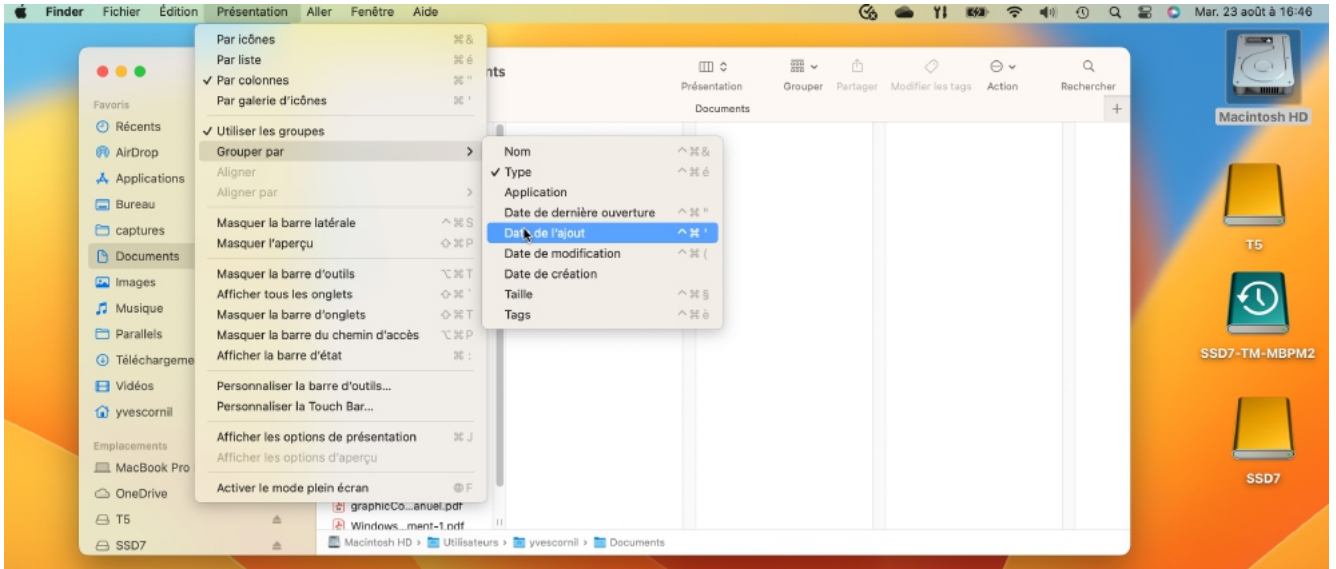 Finder Fichier Édition Présentation Aller Fenêtre Aide Mar. 23 août à 16:46
Par icônes ⌘&
Par liste ⌘é
✓ Par colonnes ⌘"
Par galerie d'icônes ⌘'
✓ Utiliser les groupes
Grouper par >
Aligner
Aligner par >
Masquer la barre latérale ^⌘S
Masquer l'aperçu ⇧⌘P
Masquer la barre d'outils ⌥⌘T
Afficher tous les onglets ⇧⌘`
Masquer la barre d'onglets ⇧⌘T
Masquer la barre du chemin d'accès ⌥⌘P
Afficher la barre d'état ⌘:
Personnaliser la barre d'outils...
Personnaliser la Touch Bar...
Afficher les options de présentation ⌘J
Afficher les options d'aperçu
Activer le mode plein écran F
Nom ^⌘&
✓ Type ^⌘é
Application
Date de dernière ouverture ^⌘"
Date de l'ajout ^⌘'
Date de modification ^⌘(
Date de création
Taille ^⌘§
Tags ^⌘è
Favoris
Récents
AirDrop
Applications
Bureau
captures
Documents
Images
Musique
Parallels
Téléchargeme
Vidéos
yvescornil
Emplacements
MacBook Pro
OneDrive
T5
SSD7
nts
Présentation Grouper Partager Modifier les tags Action Rechercher
Documents +
graphicCo...anuel.pdf
Windows...ment-1.pdf
Macintosh HD › Utilisateurs › yvescornil › Documents
Macintosh HD
T5
SSD7-TM-MBPM2
SSD7